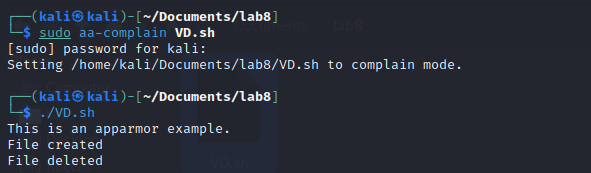 ┌──(kali㉿kali)-[~/Documents/lab8]
└─$ sudo aa-complain VD.sh
[sudo] password for kali:
Setting /home/kali/Documents/lab8/VD.sh to complain mode.
┌──(kali㉿kali)-[~/Documents/lab8]
└─$ ./VD.sh
This is an apparmor example.
File created
File deleted